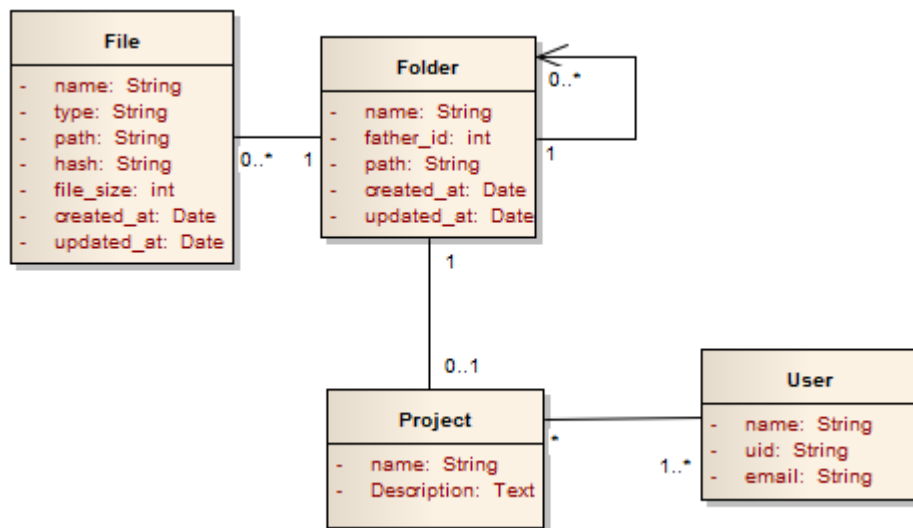 File
- name: String
- type: String
- path: String
- hash: String
- file_size: int
- created_at: Date
- updated_at: Date
0..*
1
Folder
- name: String
- father_id: int
- path: String
- created_at: Date
- updated_at: Date
0..*
1
1
0..1
Project
- name: String
- Description: Text
*
1..*
User
- name: String
- uid: String
- email: String